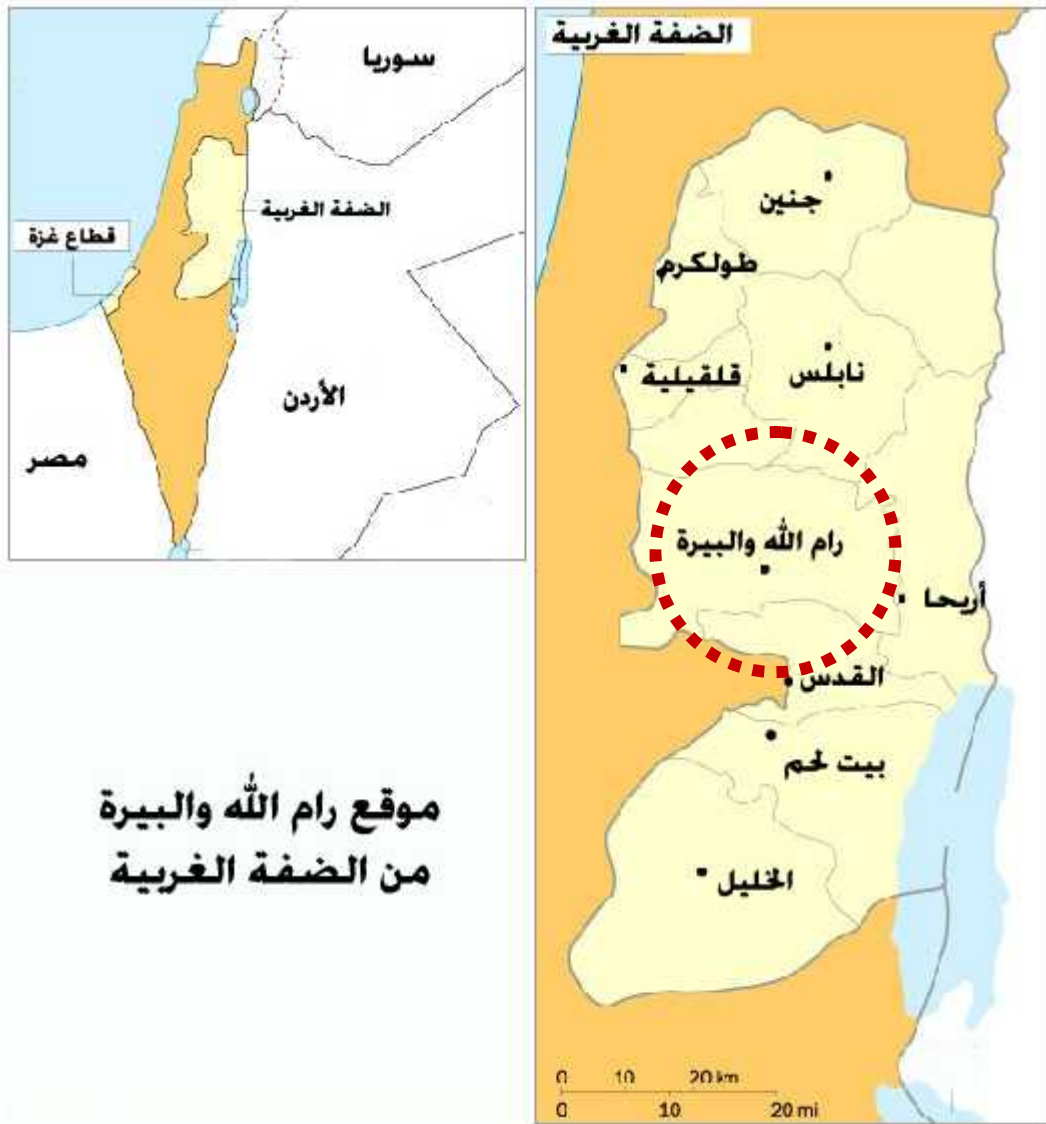 سوريا
الضفة الغربية
قطاع غزة
الأردن
مصر
موقع رام الله والبيرة
من الضفة الغربية
الضفة الغربية
جنين
طولكرم
نابلس
قلقيلية
رام الله والبيرة
أريحا
القدس
بيت لحم
الخليل
0 10 20 km
0 10 20 mi